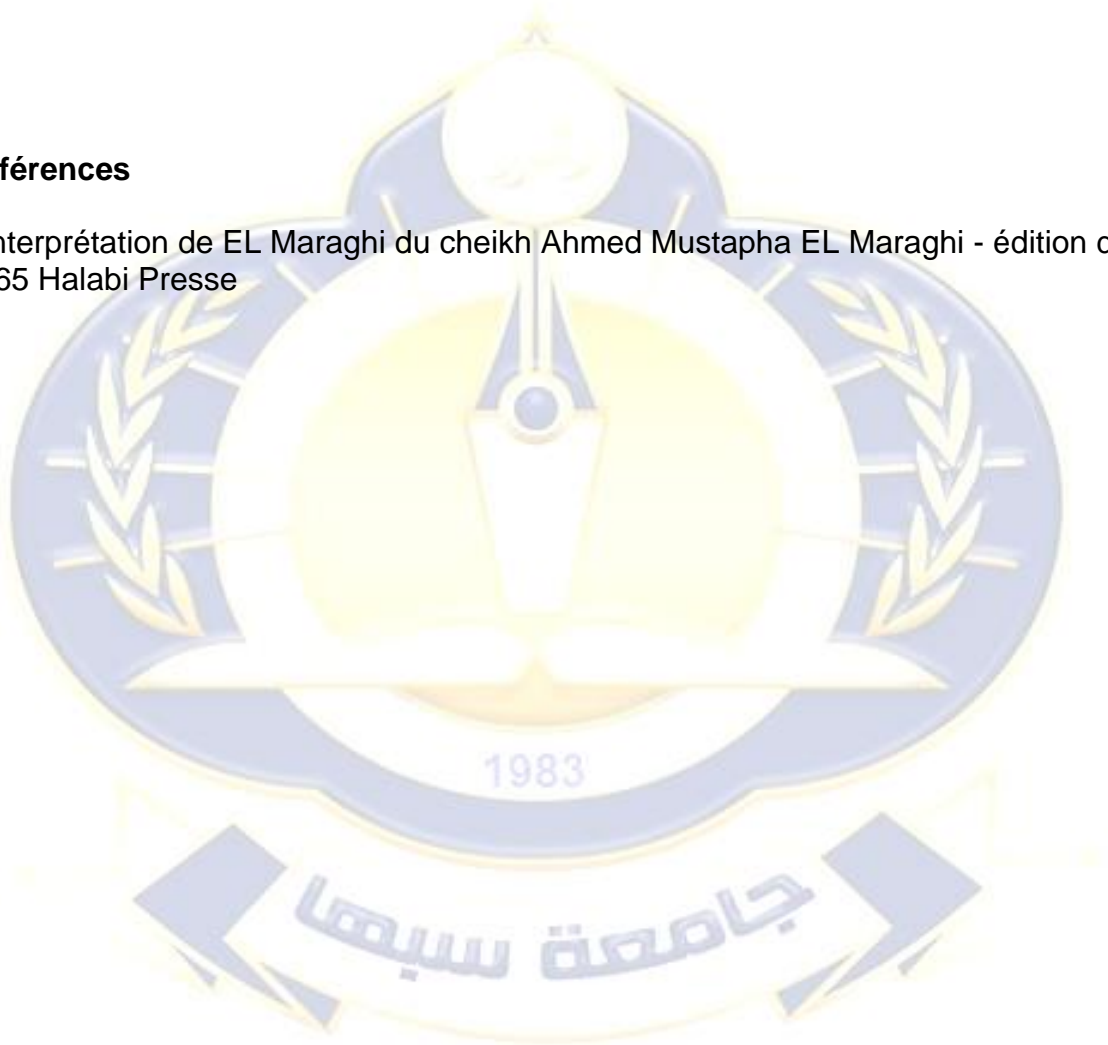 férences
nterprétation de EL Maraghi du cheikh Ahmed Mustapha EL Maraghi - édition d
65 Halabi Presse
1983
جامعة سبها